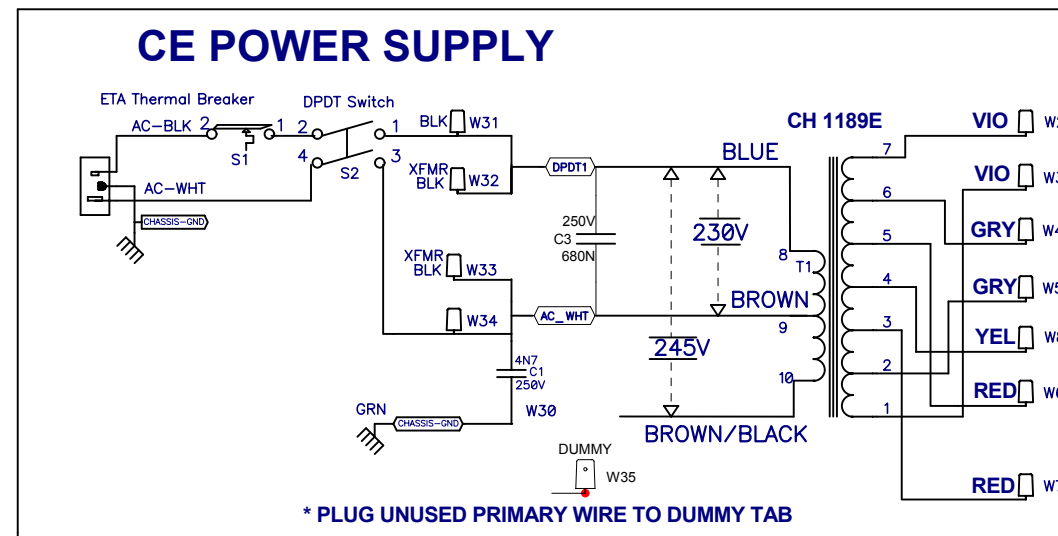 CE POWER SUPPLY
ETA Thermal Breaker
DPDT Switch
AC-BLK
2
1
S1
2
4
1
3
S2
BLK
W31
XFMR
BLK
W32
DPDT1
BLUE
CH 1189E
VIO
AC-WHT
CHASSIS-GND
250V
C3
680N
230V
8
T1
7
6
5
4
3
2
1
VIO
GRY
W4
XFMR
BLK
W33
W34
AC_WHT
BROWN
9
GRY
W5
245V
10
YEL
W8
4N7
C1
250V
RED
GRN
CHASSIS-GND
W30
BROWN/BLACK
DUMMY
W35
RED
W7
* PLUG UNUSED PRIMARY WIRE TO DUMMY TAB